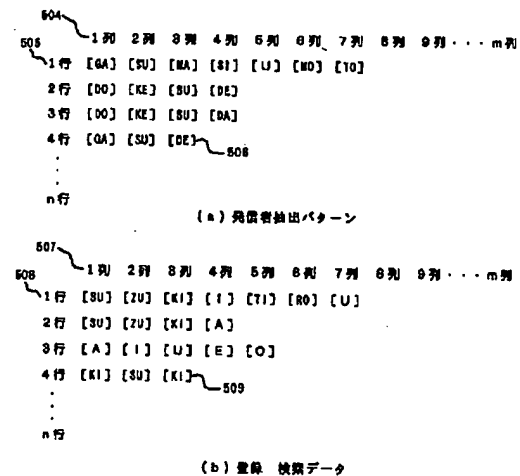 504
1列 2列 3列 4列 5列 6列 7列 8列 9列・・・m列
505
1行 [GA] [SU] [MA] [SI] [U] [MO] [TO]
2行 [DO] [KE] [SU] [DE]
3行 [DO] [KE] [SU] [DA]
4行 [GA] [SU] [DE] 506
n行
(a) 発信者抽出パターン
507
1列 2列 3列 4列 5列 6列 7列 8列 9列・・・m列
508
1行 [SU] [ZU] [KI] [I] [TI] [RO] [U]
2行 [SU] [ZU] [KI] [A]
3行 [A] [I] [U] [E] [O]
4行 [KI] [SU] [KI] 509
n行
(b) 登録 検索データ